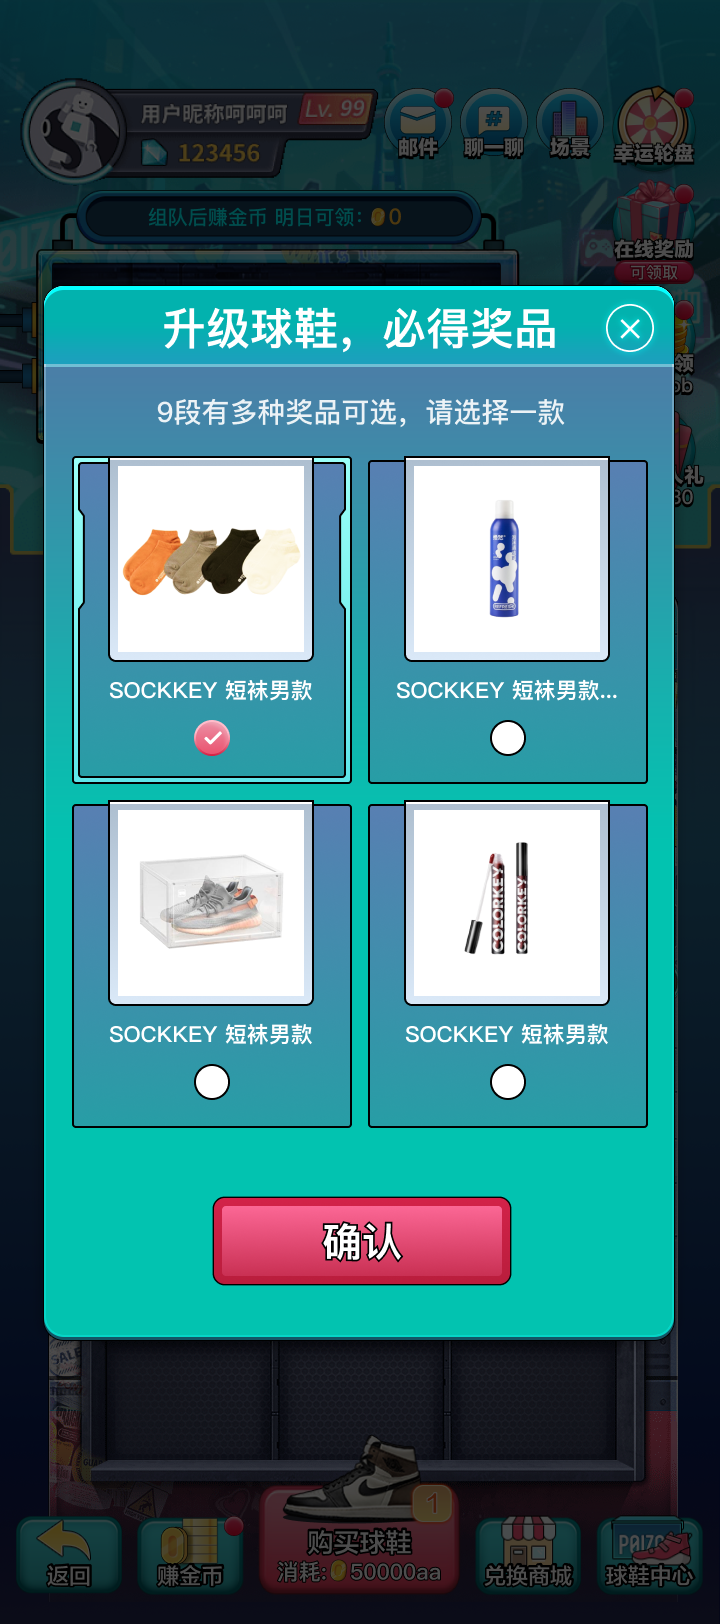 用户昵称呵呵呵 Lv. 99
123456
邮件
聊一聊
场景
幸运轮盘
组队后赚金币 明日可领: 0
在线奖励
可领取
升级球鞋，必得奖品
9段有多种奖品可选，请选择一款
SOCKKEY 短袜男款
SOCKKEY 短袜男款...
COLORKEY
COLORKEY
SOCKKEY 短袜男款
SOCKKEY 短袜男款
确认
SALE
1
购买球鞋
消耗: 50000aa
返回
赚金币
兑换商城
球鞋中心